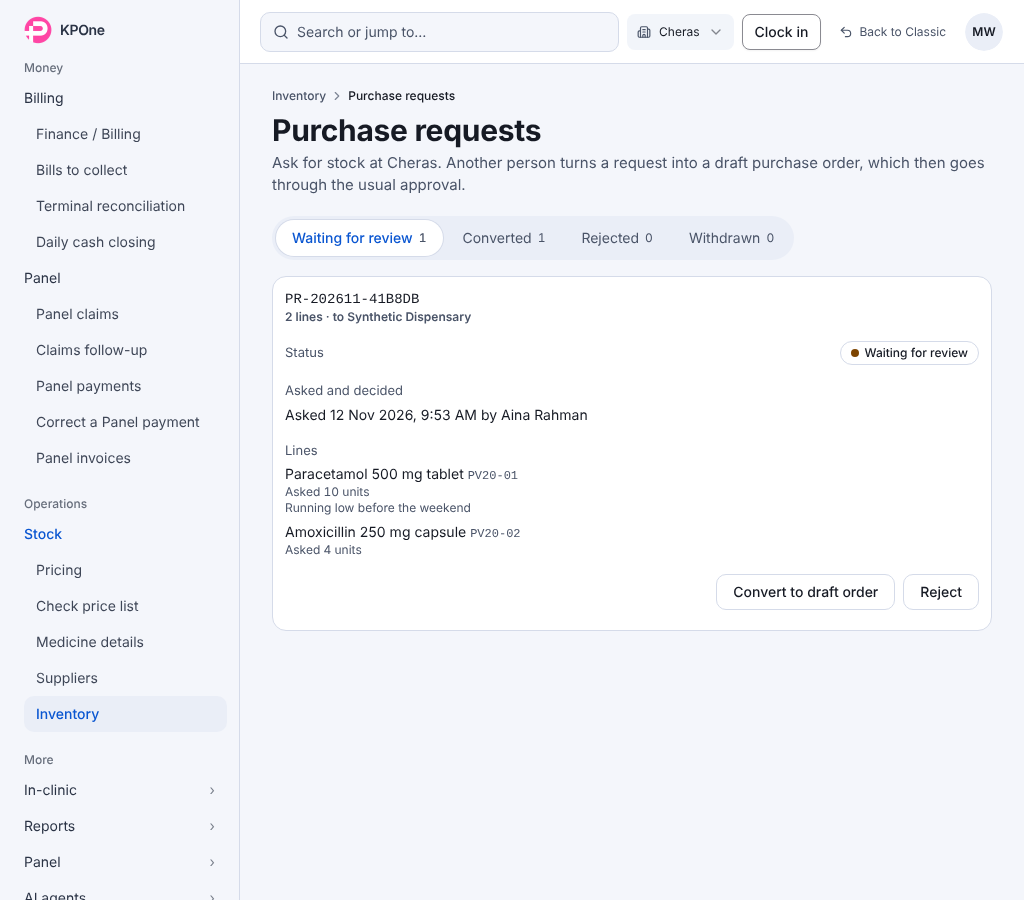 KPOne
Money
Billing
Finance / Billing
Bills to collect
Terminal reconciliation
Daily cash closing
Panel
Panel claims
Claims follow-up
Panel payments
Correct a Panel payment
Panel invoices
Operations
Stock
Pricing
Check price list
Medicine details
Suppliers
Inventory
More
In-clinic
Reports
Panel
AI agents
Search or jump to...
Cheras
Clock in
Back to Classic
MW
Inventory > Purchase requests
Purchase requests
Ask for stock at Cheras. Another person turns a request into a draft purchase order, which then goes
through the usual approval.
Waiting for review 1
Converted 1
Rejected 0
Withdrawn 0
PR-202611-41B8DB
2 lines · to Synthetic Dispensary
Status
Waiting for review
Asked and decided
Asked 12 Nov 2026, 9:53 AM by Aina Rahman
Lines
Paracetamol 500 mg tablet PV20-01
Asked 10 units
Running low before the weekend
Amoxicillin 250 mg capsule PV20-02
Asked 4 units
Convert to draft order
Reject